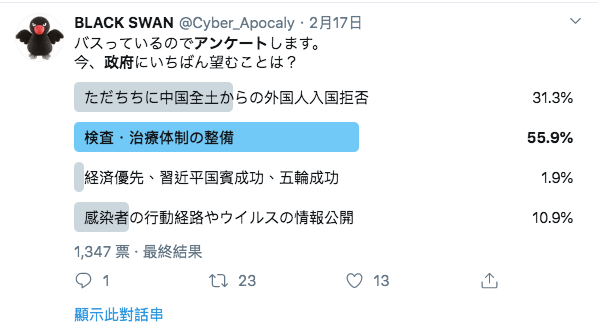 BLACK SWAN @Cyber_Apocaly · 2月17日
バスっているのでアンケートします。
今、政府にいちばん望むことは？
ただちちに中国全土からの外国人入国拒否 31.3%
検査・治療体制の整備 55.9%
経済優先、習近平国賓成功、五輪成功 1.9%
感染者の行動経路やウイルスの情報公開 10.9%
1,347 票 · 最終結果
1 23 13
顯示此對話串